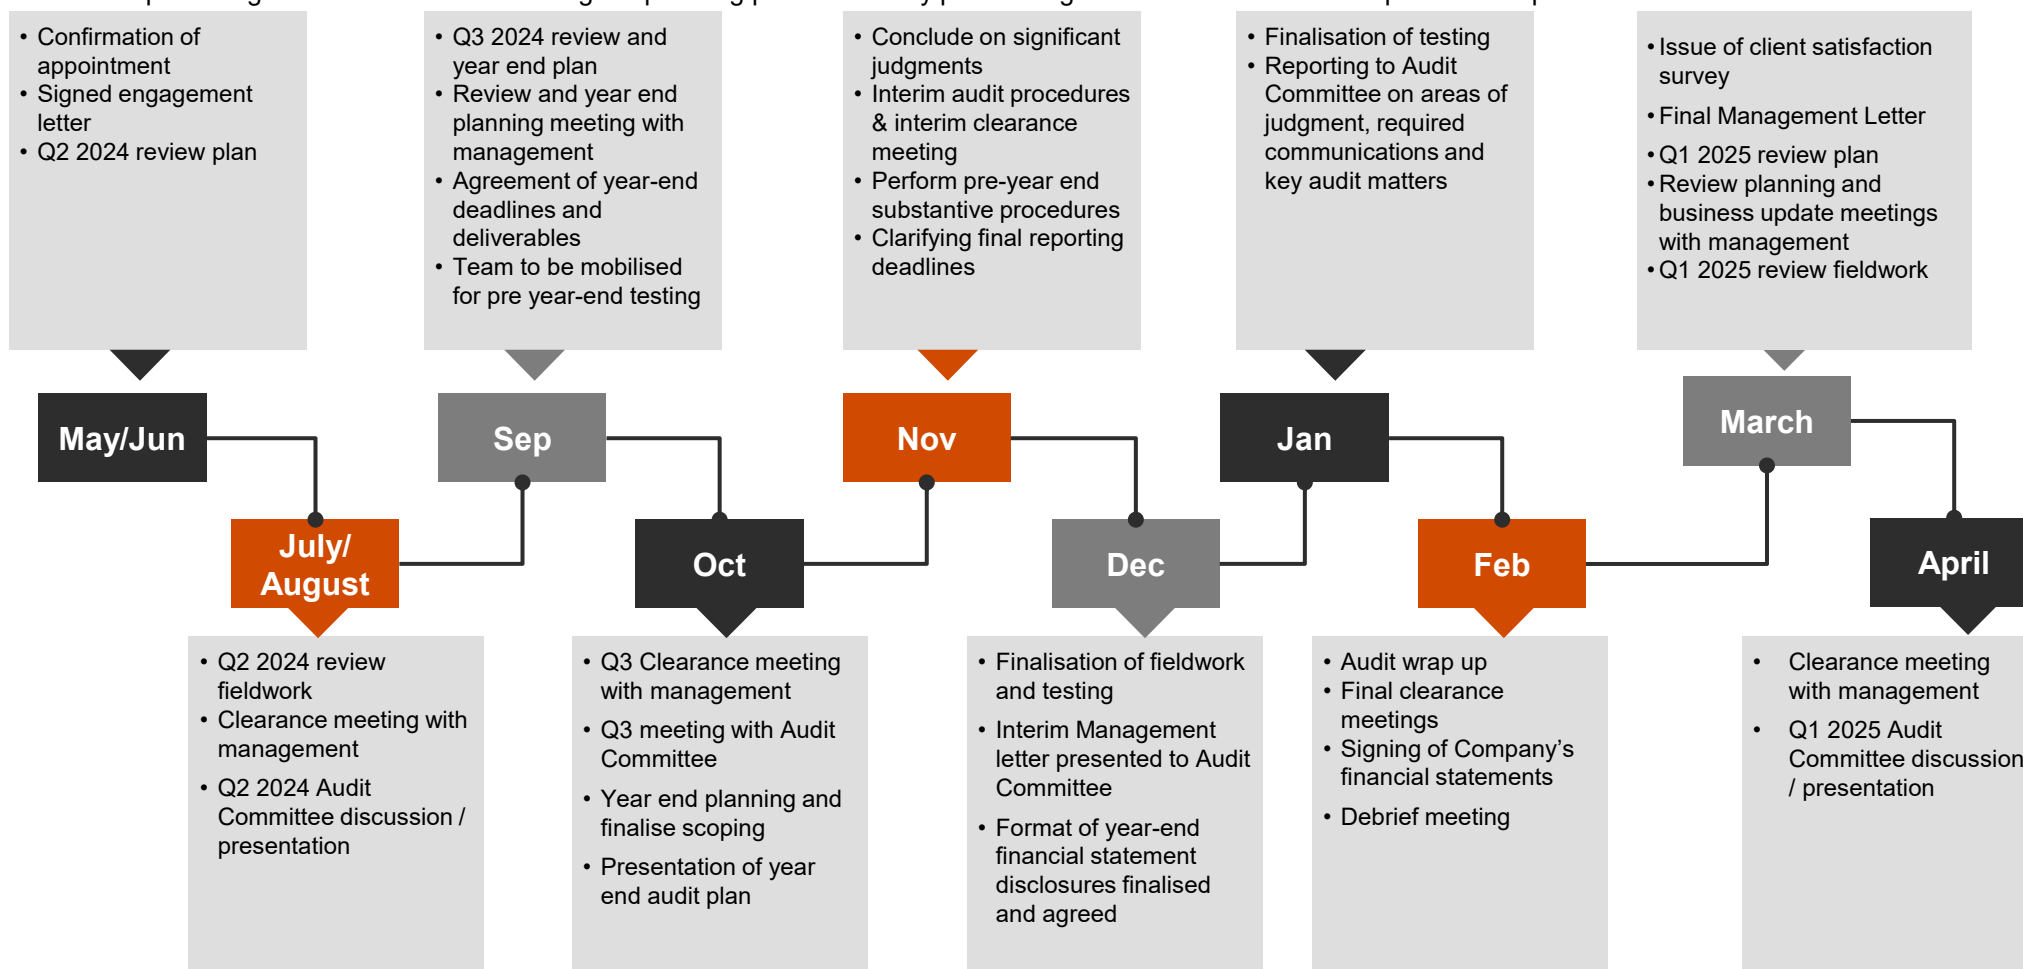 • Confirmation of
appointment
• Signed engagement
letter
• Q2 2024 review plan
• Q3 2024 review and
year end plan
• Review and year end
planning meeting with
management
• Agreement of year-end
deadlines and
deliverables
• Team to be mobilised
for pre year-end testing
• Conclude on significant
judgments
• Interim audit procedures
& interim clearance
meeting
• Perform pre-year end
substantive procedures
• Clarifying final reporting
deadlines
• Finalisation of testing
• Reporting to Audit
Committee on areas of
judgment, required
communications and
key audit matters
• Issue of client satisfaction
survey
• Final Management Letter
• Q1 2025 review plan
• Review planning and
business update meetings
with management
• Q1 2025 review fieldwork
May/Jun
Sep
Nov
Jan
March
July/
August
Oct
Dec
Feb
April
• Q2 2024 review
fieldwork
• Clearance meeting with
management
• Q2 2024 Audit
Committee discussion /
presentation
• Q3 Clearance meeting
with management
• Q3 meeting with Audit
Committee
• Year end planning and
finalise scoping
• Presentation of year
end audit plan
• Finalisation of fieldwork
and testing
• Interim Management
letter presented to Audit
Committee
• Format of year-end
financial statement
disclosures finalised
and agreed
• Audit wrap up
• Final clearance
meetings
• Signing of Company’s
financial statements
• Debrief meeting
• Clearance meeting
with management
• Q1 2025 Audit
Committee discussion
/ presentation